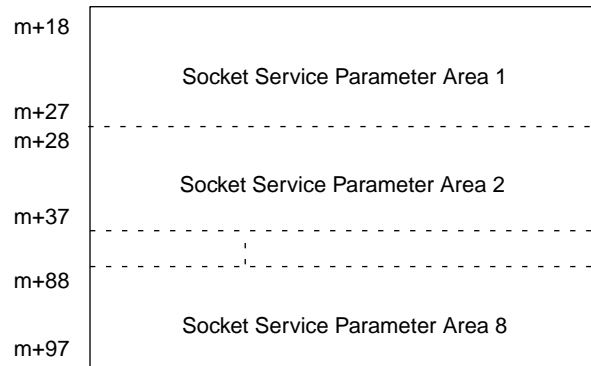 m+18
Socket Service Parameter Area 1
m+27
m+28
Socket Service Parameter Area 2
m+37
m+88
Socket Service Parameter Area 8
m+97